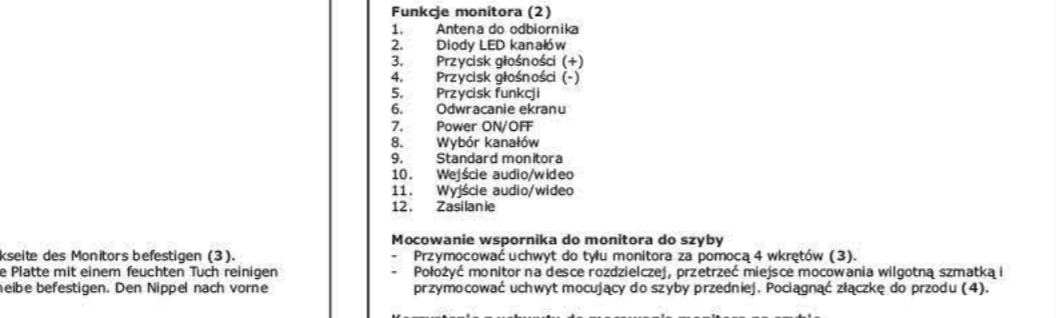 kseite des Monitors befestigen (3).
e Platte mit einem feuchten Tuch reinigen
heibe befestigen. Den Nippel nach vorne
Funkcje monitora (2)
1. Antena do odbiornika
2. Diody LED kanałów
3. Przycisk głośności (+)
4. Przycisk głośności (-)
5. Przycisk funkcji
6. Odwracanie ekranu
7. Power ON/OFF
8. Wybór kanałów
9. Standard monitora
10. Wejście audio/wideo
11. Wyjście audio/wideo
12. Zasilanie
Mocowanie wspornika do monitora do szyby
- Przymocować uchwyt do tyłu monitora za pomocą 4 wkrętów (3).
- Położyć monitor na desce rozdzielczej, przetrzeć miejsce mocowania wilgotną szmatką i
przymocować uchwyt mocujący do szyby przedniej. Pociągnąć złączkę do przodu (4).